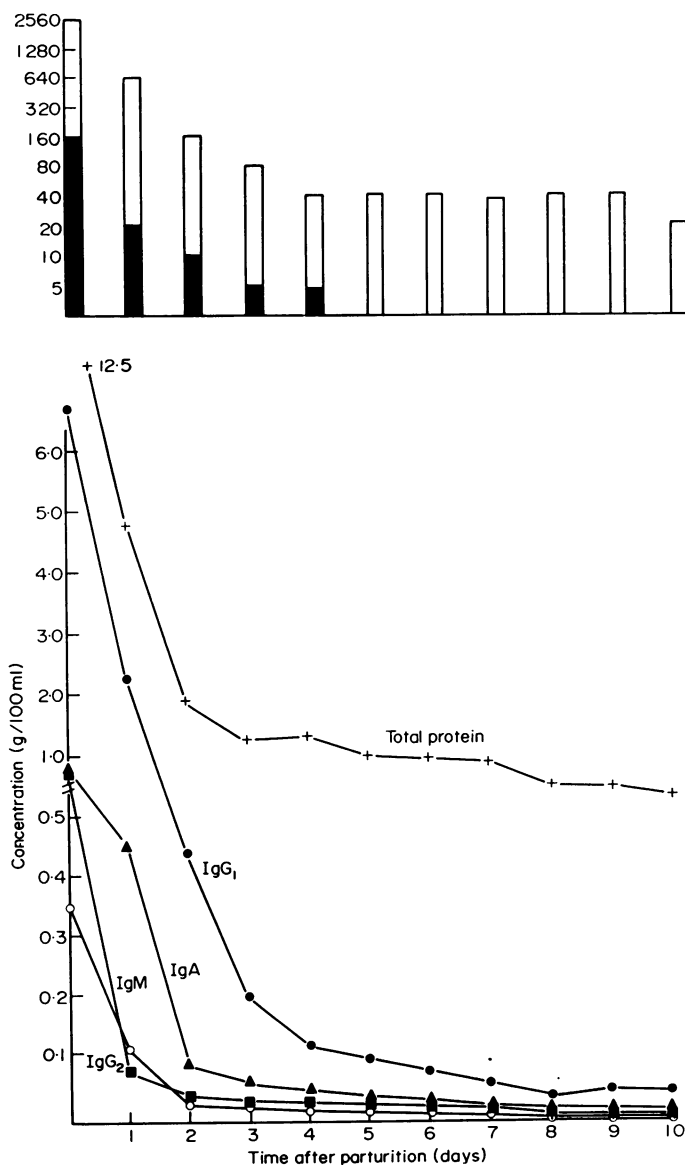 2560
1280
640
320
160
80
40
20
10
5
+ 12·5
6·0
5·0
4·0
3·0
2·0
Total protein
1·0
Concentration (g/100 ml)
0·5
IgG₁
0·4
0·3
IgM
IgA
0·2
IgG₂
0·1
1 2 3 4 5 6 7 8 9 10
Time after parturition (days)